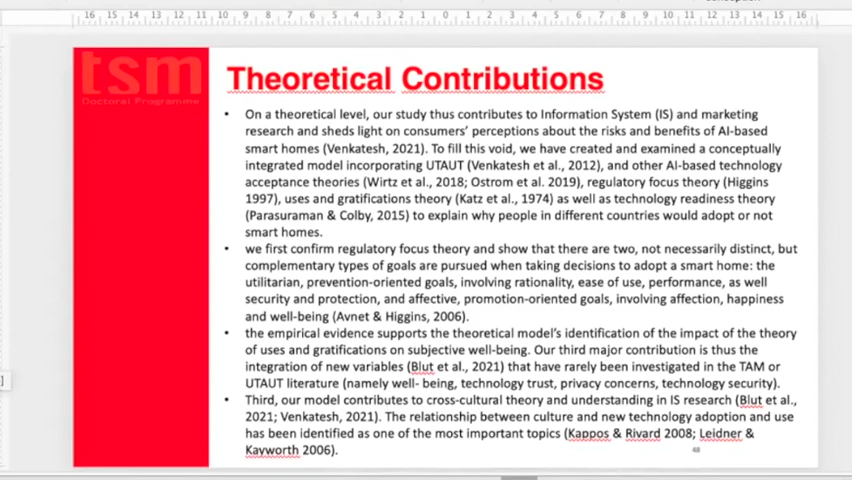 16 15 14 13 12 11 10 9 8 7 6 5 4 3 2 1 0 1 2 3 4 5 6 7 8 9 10 11 12 13 14 15 16
tsm
Doctoral Programme
Theoretical Contributions
• On a theoretical level, our study thus contributes to Information System (IS) and marketing
research and sheds light on consumers' perceptions about the risks and benefits of AI-based
smart homes (Venkatesh, 2021). To fill this void, we have created and examined a conceptually
integrated model incorporating UTAUT (Venkatesh et al., 2012), and other AI-based technology
acceptance theories (Wirtz et al., 2018; Ostrom et al. 2019), regulatory focus theory (Higgins
1997), uses and gratifications theory (Katz et al., 1974) as well as technology readiness theory
(Parasuraman & Colby, 2015) to explain why people in different countries would adopt or not
smart homes.
• we first confirm regulatory focus theory and show that there are two, not necessarily distinct, but
complementary types of goals are pursued when taking decisions to adopt a smart home: the
utilitarian, prevention-oriented goals, involving rationality, ease of use, performance, as well
security and protection, and affective, promotion-oriented goals, involving affection, happiness
and well-being (Avnet & Higgins, 2006).
• the empirical evidence supports the theoretical model's identification of the impact of the theory
of uses and gratifications on subjective well-being. Our third major contribution is thus the
integration of new variables (Blut et al., 2021) that have rarely been investigated in the TAM or
UTAUT literature (namely well- being, technology trust, privacy concerns, technology security).
• Third, our model contributes to cross-cultural theory and understanding in IS research (Blut et al.,
2021; Venkatesh, 2021). The relationship between culture and new technology adoption and use
has been identified as one of the most important topics (Kappos & Rivard 2008; Leidner &
Kayworth 2006).
48